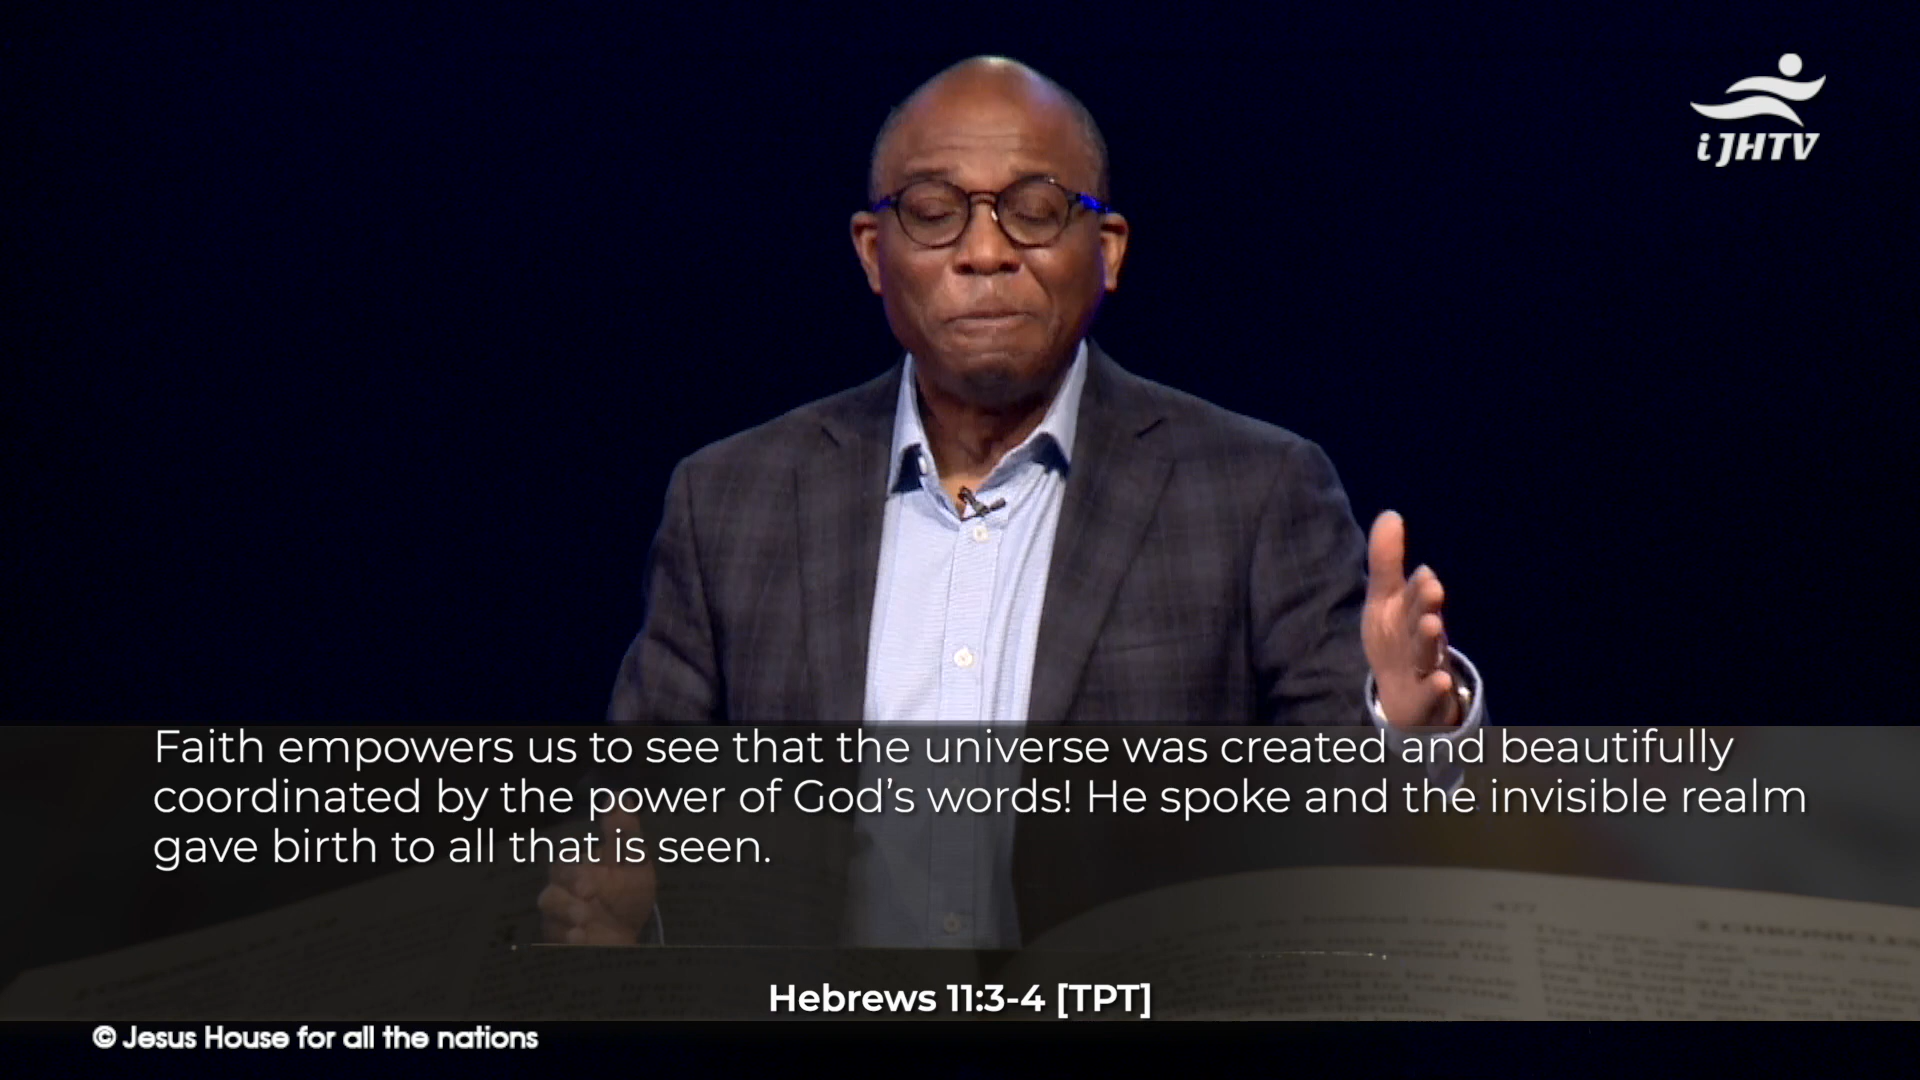 i JHTV
Faith empowers us to see that the universe was created and beautifully
coordinated by the power of God’s words! He spoke and the invisible realm
gave birth to all that is seen.
Hebrews 11:3-4 [TPT]
© Jesus House for all the nations